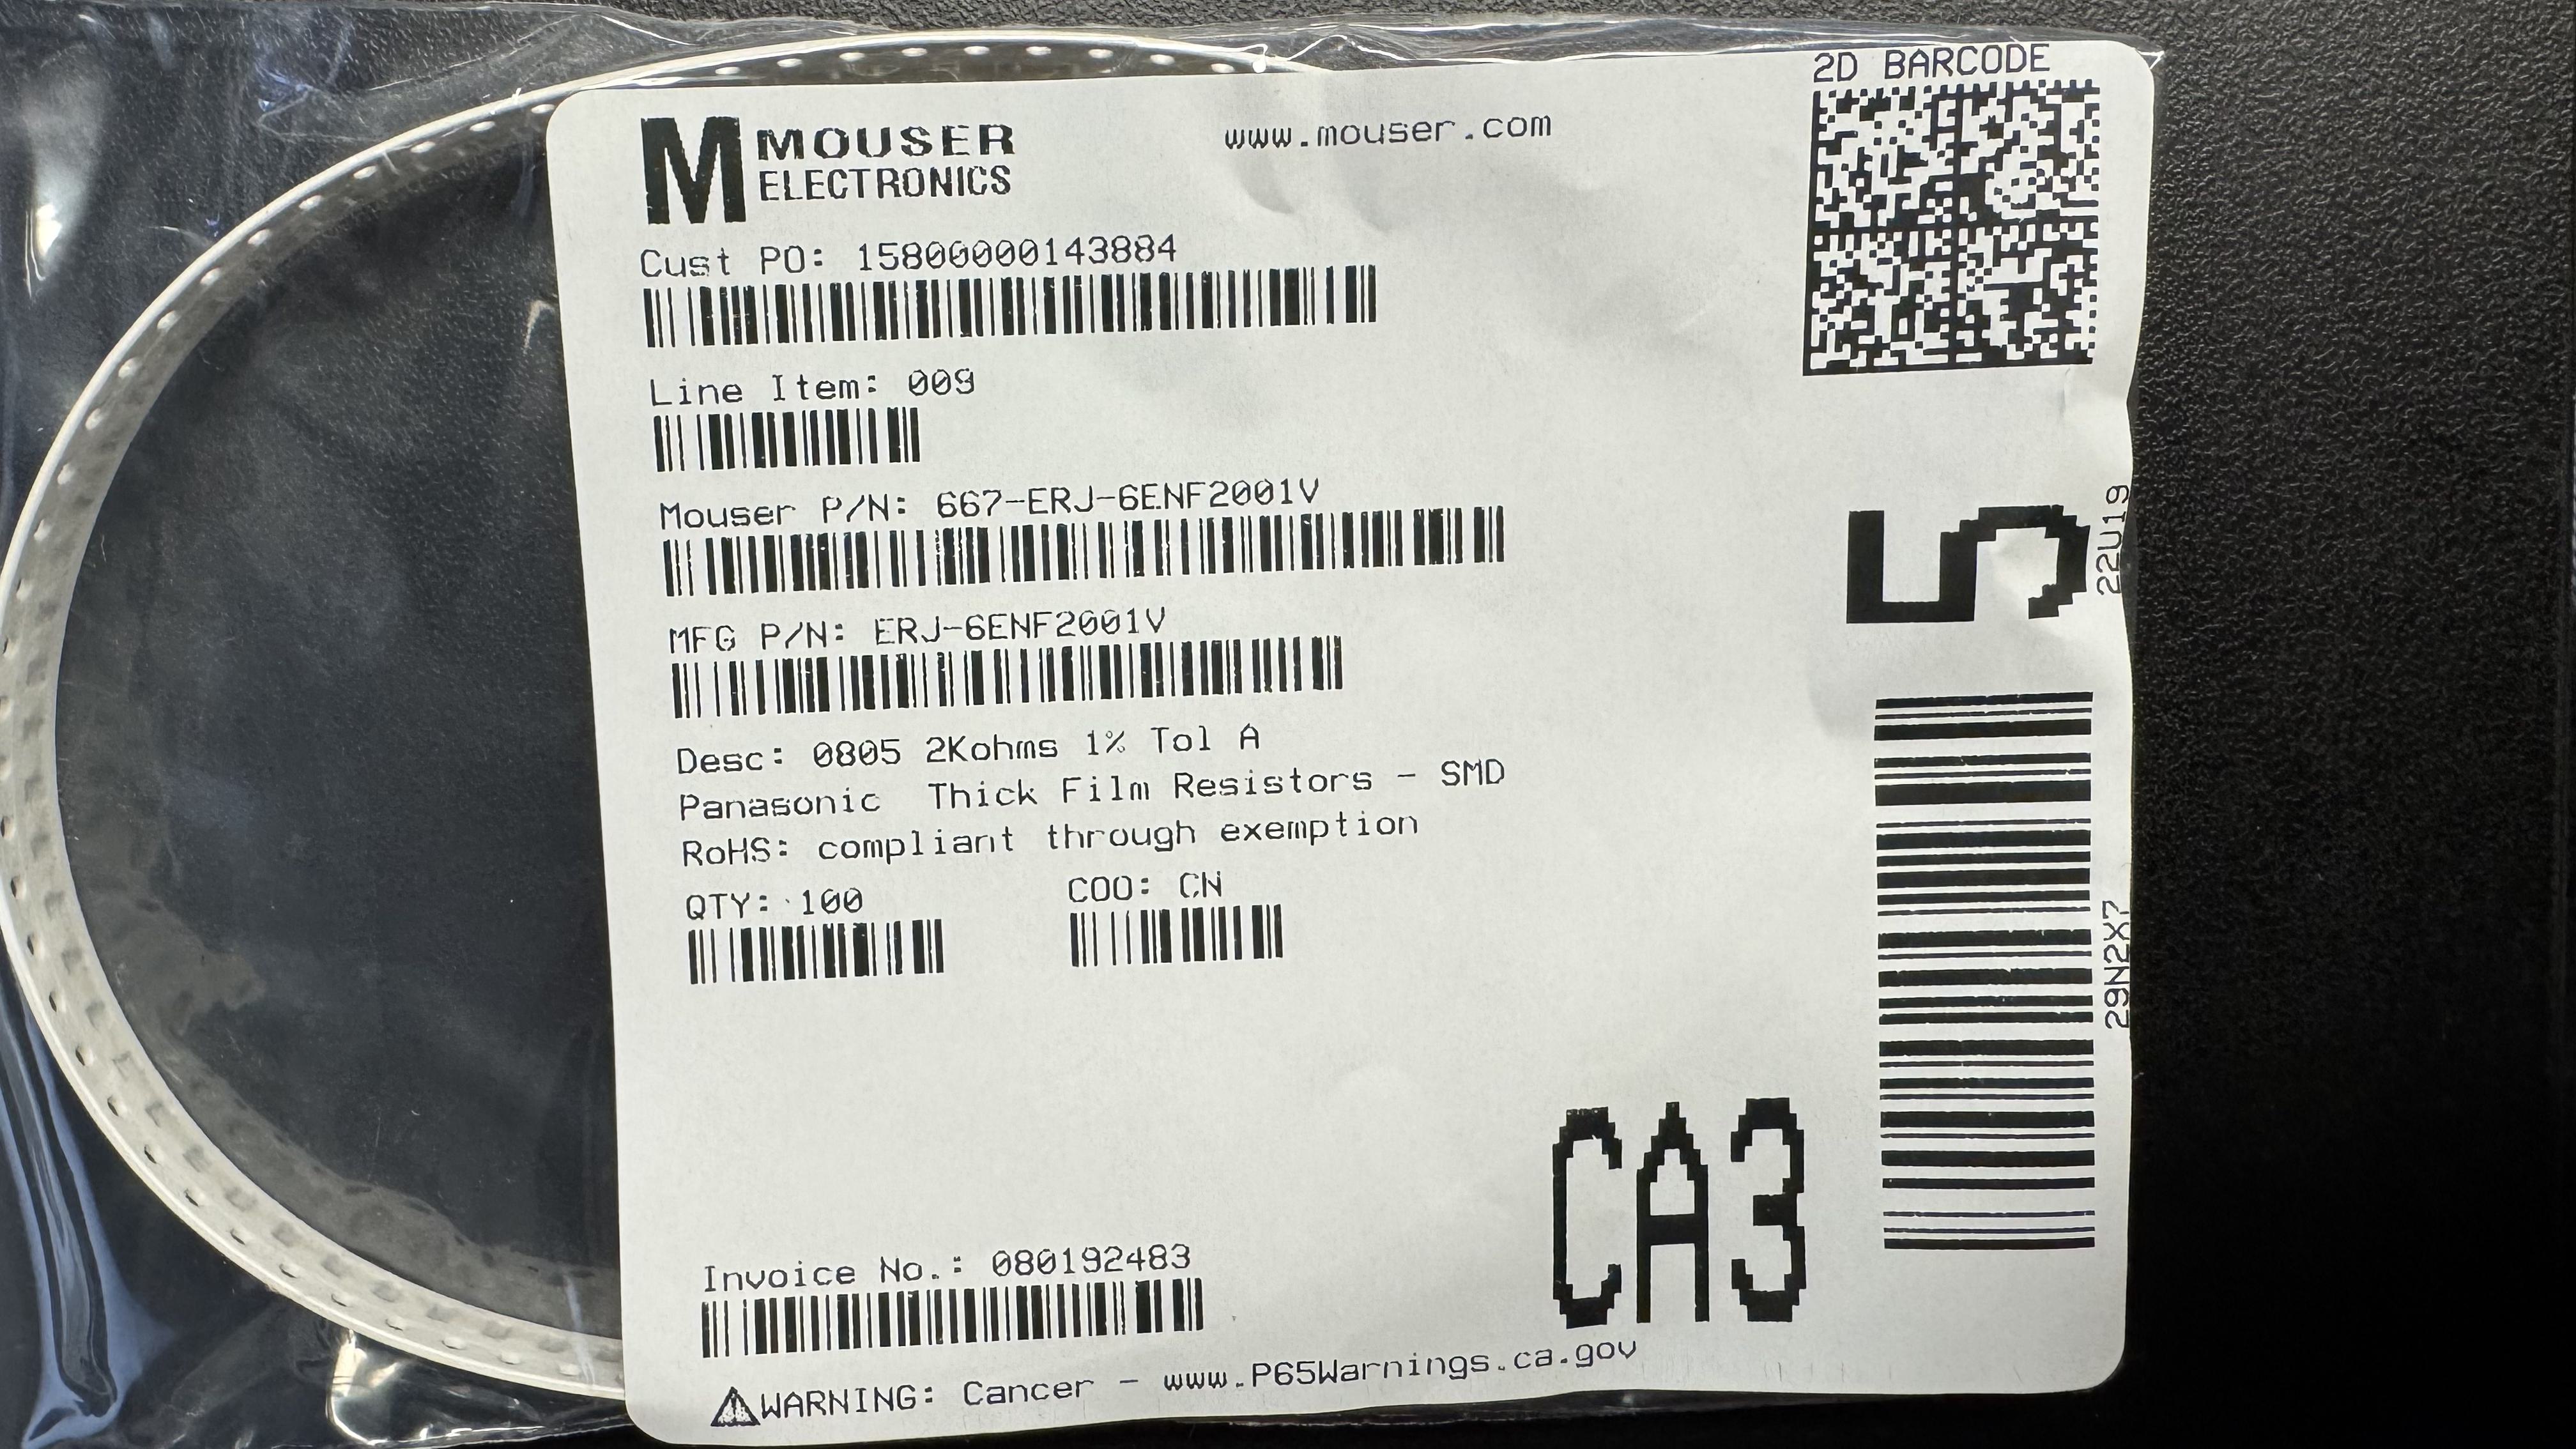 2D BARCODE
M MOUSER
ELECTRONICS
www.mouser.com
Cust PO: 15800000143884
Line Item: 009
Mouser P/N: 667-ERJ-6ENF2001V
MFG P/N: ERJ-6ENF2001V
Desc: 0805 2Kohms 1% Tol A
Panasonic Thick Film Resistors - SMD
RoHS: compliant through exemption
QTY: 100
COO: CN
Invoice No.: 080192483
⚠WARNING: Cancer - www.P65Warnings.ca.gov
CA3
5
22U19
29N2X7